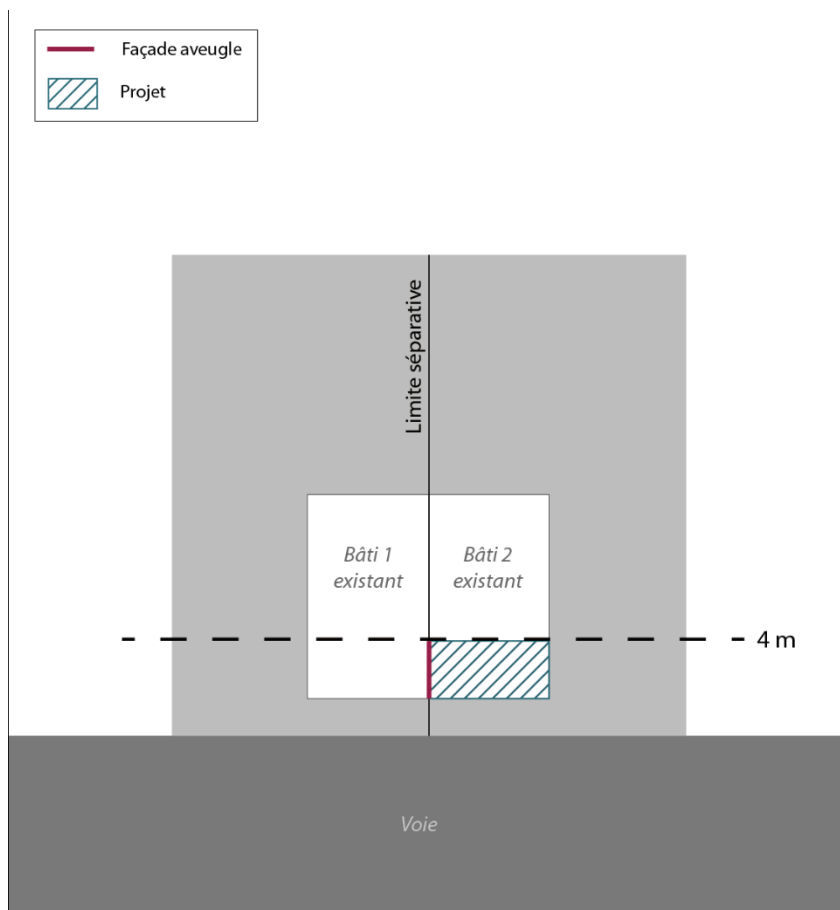 Façade aveugle
Projet
Limite séparative
Bâti 1
existant
Bâti 2
existant
4 m
Voie